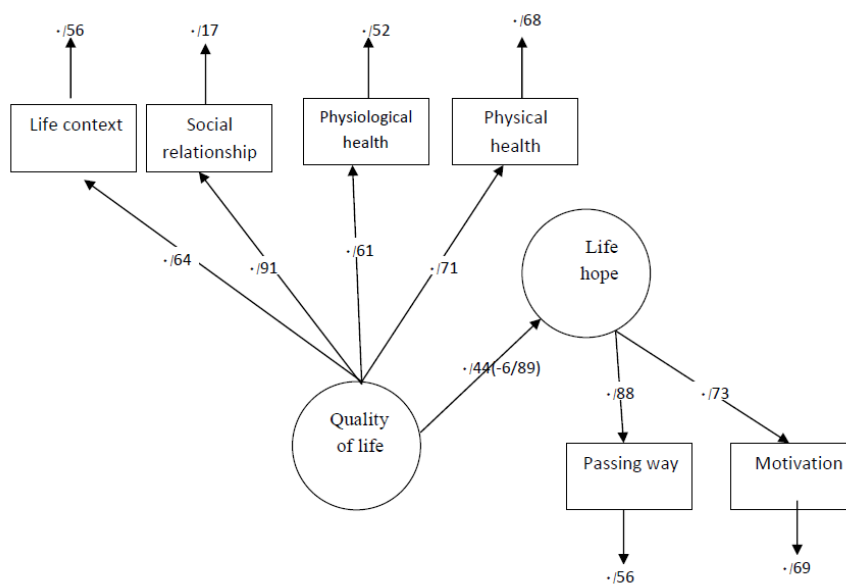 ·/56
·/17
·/52
·/68
Life context
Social
relationship
Physiological
health
Physical
health
·/64
·/91
·/61
·/71
Life
hope
·/44(-6/89)
Quality
of life
·/88
·/73
Passing way
Motivation
·/56
·/69